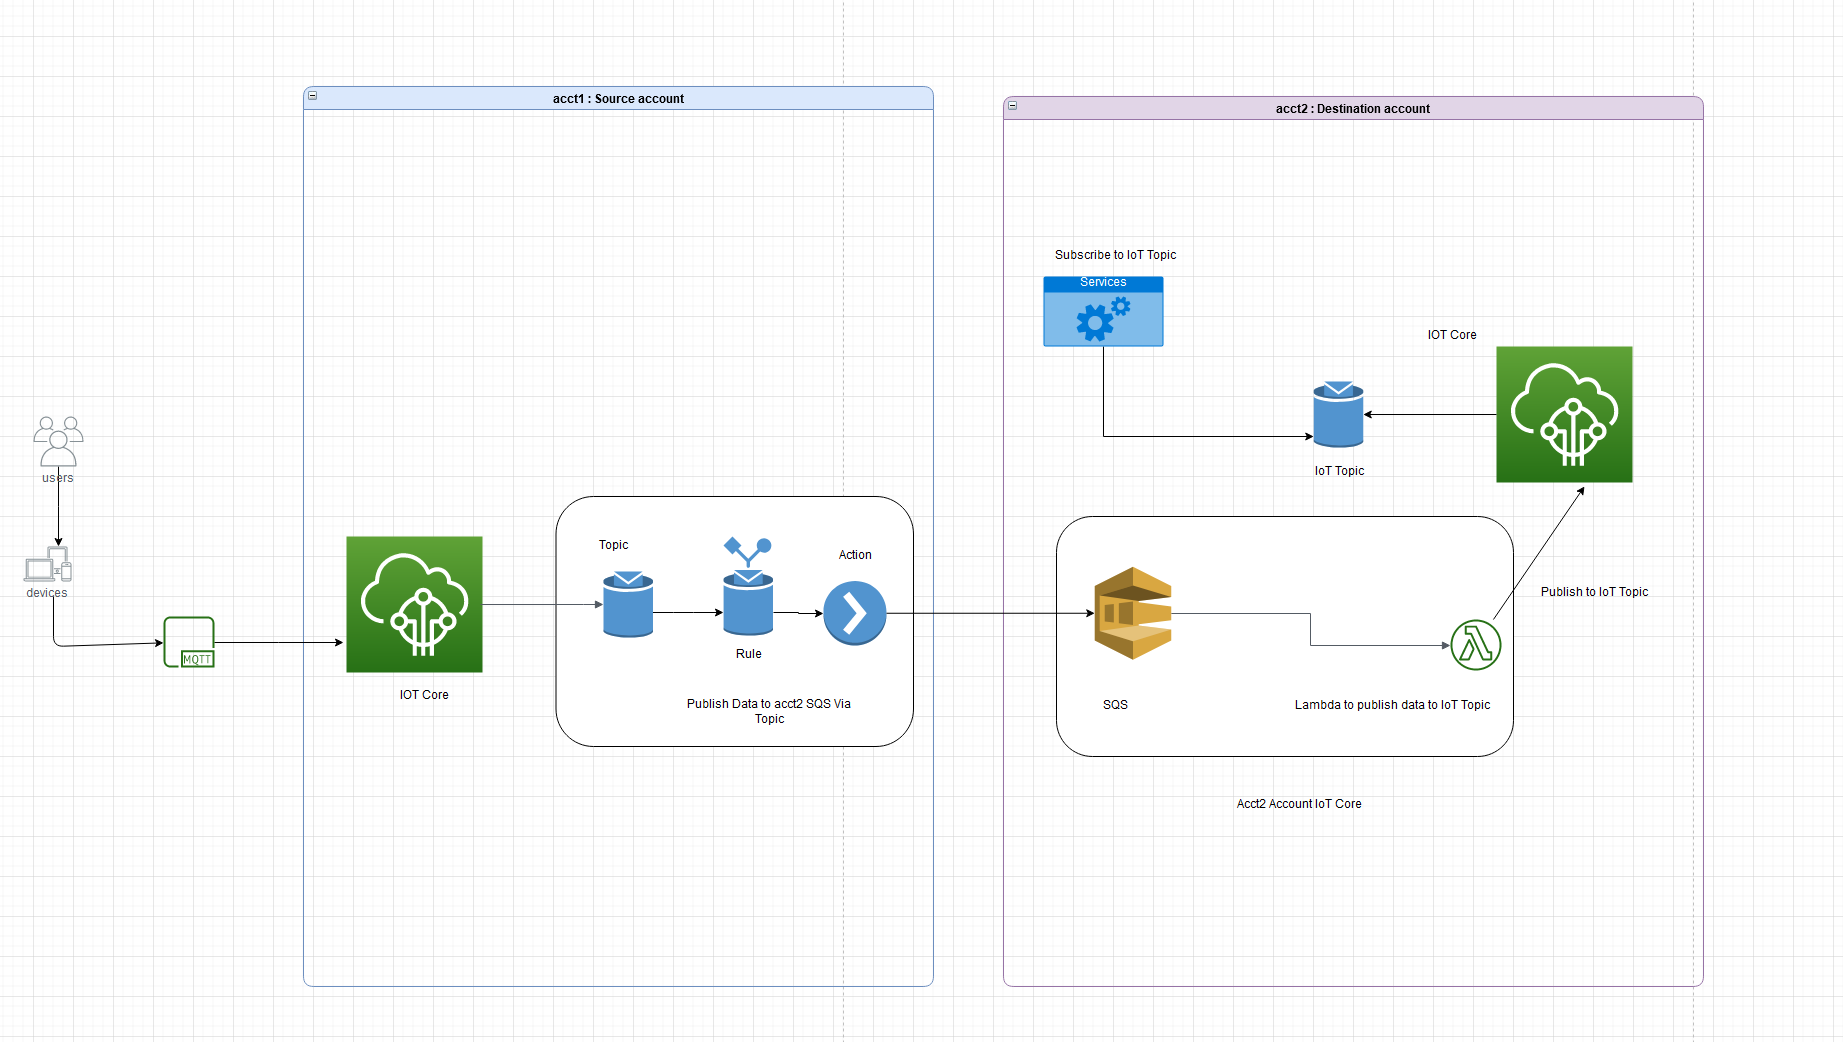 acct1 : Source account
acct2 : Destination account
Subscribe to IoT Topic
Services
IOT Core
IoT Topic
users
devices
MQTT
IOT Core
Topic
Rule
Action
Publish Data to acct2 SQS Via
Topic
SQS
Lambda to publish data to IoT Topic
Publish to IoT Topic
Acct2 Account IoT Core